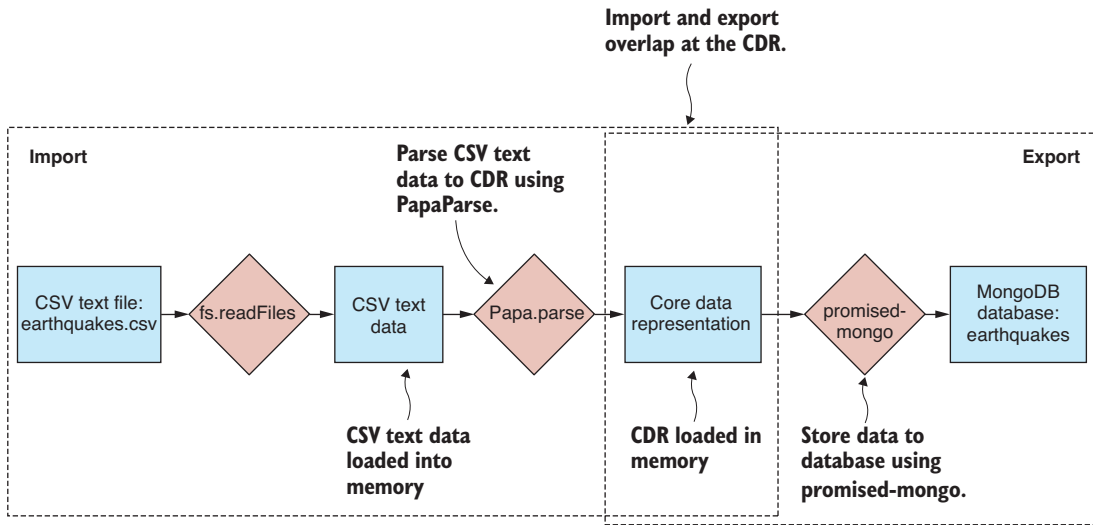 Import and export
overlap at the CDR.
Import
Export
Parse CSV text
data to CDR using
PapaParse.
CSV text file:
earthquakes.csv
fs.readFiles
CSV text
data
Papa.parse
Core data
representation
promised-
mongo
MongoDB
database:
earthquakes
CSV text data
loaded into
memory
CDR loaded in
memory
Store data to
database using
promised-mongo.